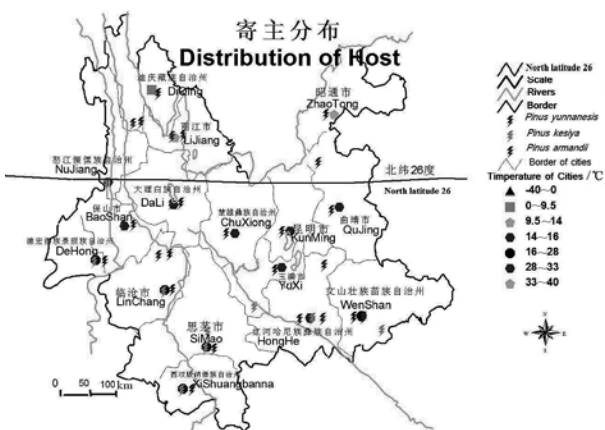 寄主分布
Distribution of Host
迪庆藏族自治州
DiQing
昭通市
ZhaoTong
丽江市
LiJiang
怒江傈僳族自治州
NuJiang
北纬26度
North latitude 26
大理白族自治州
DaLi
保山市
BaoShan
楚雄彝族自治州
ChuXiong
昆明市
KunMing
曲靖市
QuJing
德宏傣族景颇族自治州
DeHong
玉溪市
YuXi
临沧市
LinChang
文山壮族苗族自治州
WenShan
红河哈尼族彝族自治州
HongHe
思茅市
SiMao
西双版纳傣族自治州
XiShuangbanna
0 50 100 km
North latitude 26
Scale
Rivers
Border
Pinus yunnanesis
Pinus kesiya
Pinus armandii
Border of cities
Timperature of Cities / ℃
-40～0
0～9.5
9.5～14
14～16
16～28
28～33
33～40
N
W
E
S